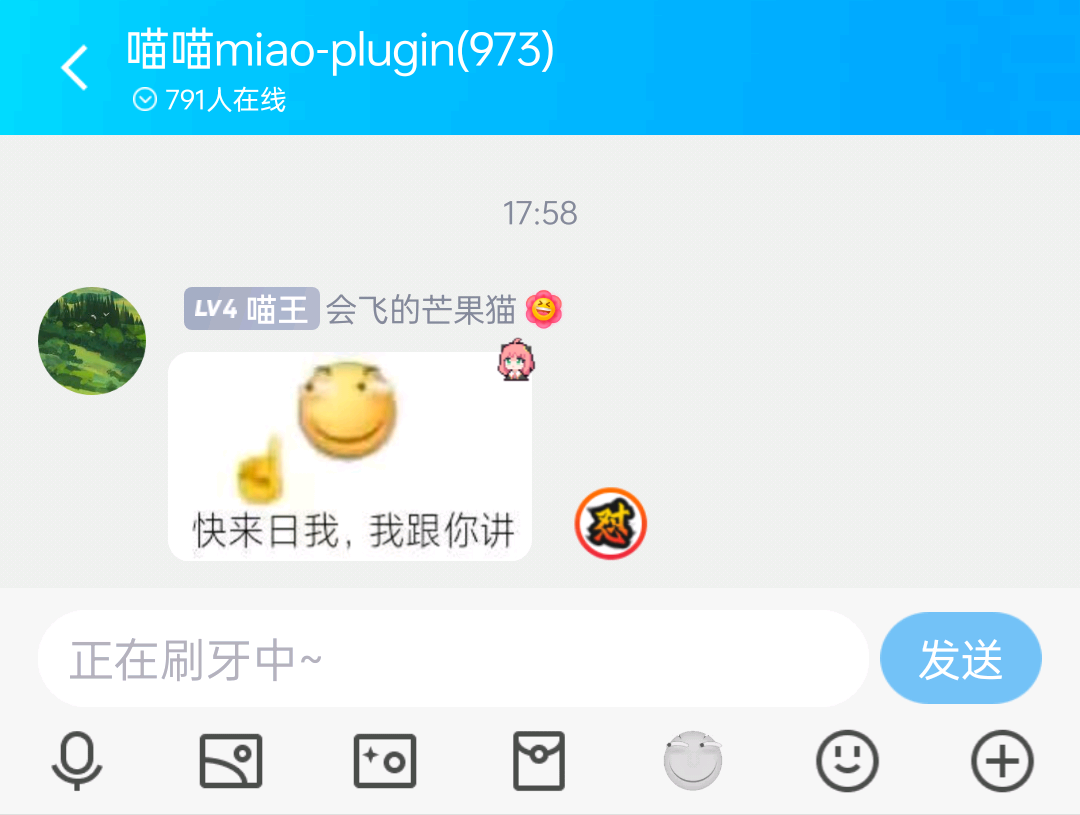 喵喵miao-plugin(973)
791人在线
17:58
LV4 喵王 会飞的芒果猫
快来日我，我跟你讲
怼
正在刷牙中~
发送